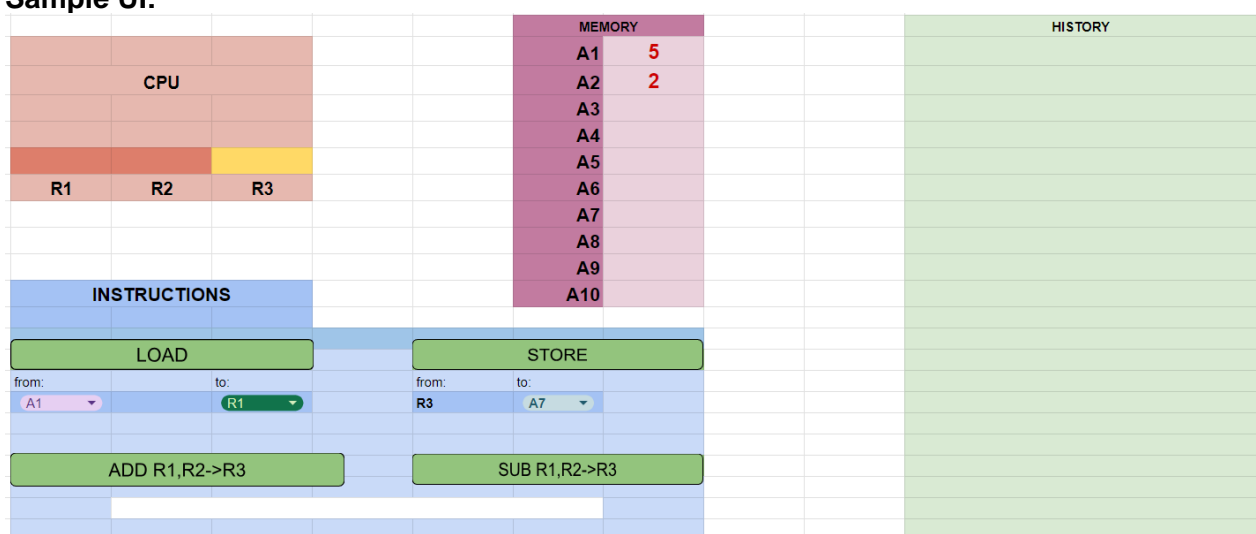 Sample UI:
MEMORY
HISTORY
A1 5
CPU
A2 2
A3
A4
A5
R1 R2 R3
A6
A7
A8
A9
INSTRUCTIONS
A10
LOAD
STORE
from: to:
from: to:
A1 R1
R3 A7
ADD R1,R2->R3
SUB R1,R2->R3